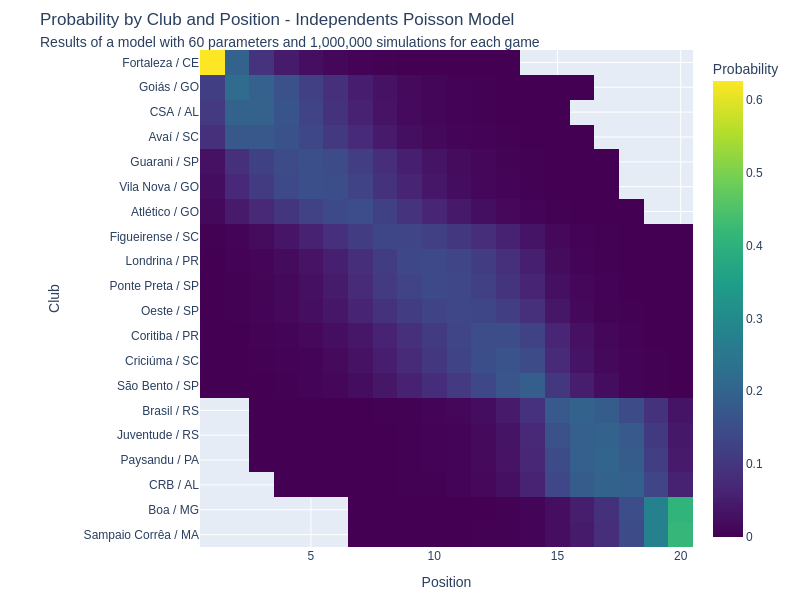 Probability by Club and Position - Independents Poisson Model
Results of a model with 60 parameters and 1,000,000 simulations for each game
Probability
Club
Fortaleza / CE
Goiás / GO
CSA / AL
Avaí / SC
Guarani / SP
Vila Nova / GO
Atlético / GO
Figueirense / SC
Londrina / PR
Ponte Preta / SP
Oeste / SP
Coritiba / PR
Criciúma / SC
São Bento / SP
Brasil / RS
Juventude / RS
Paysandu / PA
CRB / AL
Boa / MG
Sampaio Corrêa / MA
0.6
0.5
0.4
0.3
0.2
0.1
0
5 10 15 20
Position